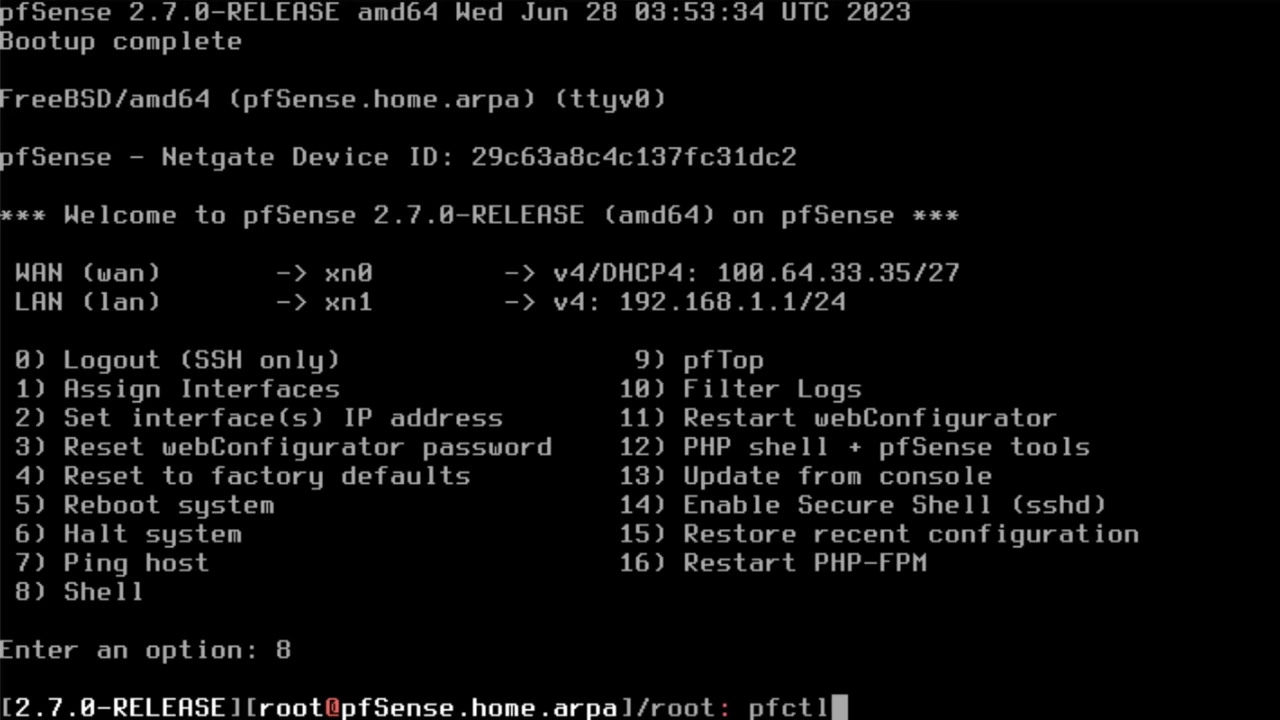 pfSense 2.7.0-RELEASE amd64 Wed Jun 28 03:53:34 UTC 2023
Bootup complete
FreeBSD/amd64 (pfSense.home.arpa) (ttyv0)
pfSense - Netgate Device ID: 29c63a8c4c137fc31dc2
*** Welcome to pfSense 2.7.0-RELEASE (amd64) on pfSense ***
WAN (wan) -> xn0 -> v4/DHCP4: 100.64.33.35/27
LAN (lan) -> xn1 -> v4: 192.168.1.1/24
0) Logout (SSH only) 9) pfTop
1) Assign Interfaces 10) Filter Logs
2) Set interface(s) IP address 11) Restart webConfigurator
3) Reset webConfigurator password 12) PHP shell + pfSense tools
4) Reset to factory defaults 13) Update from console
5) Reboot system 14) Enable Secure Shell (sshd)
6) Halt system 15) Restore recent configuration
7) Ping host 16) Restart PHP-FPM
8) Shell
Enter an option: 8
[2.7.0-RELEASE][root@pfSense.home.arpa]/root: pfctl